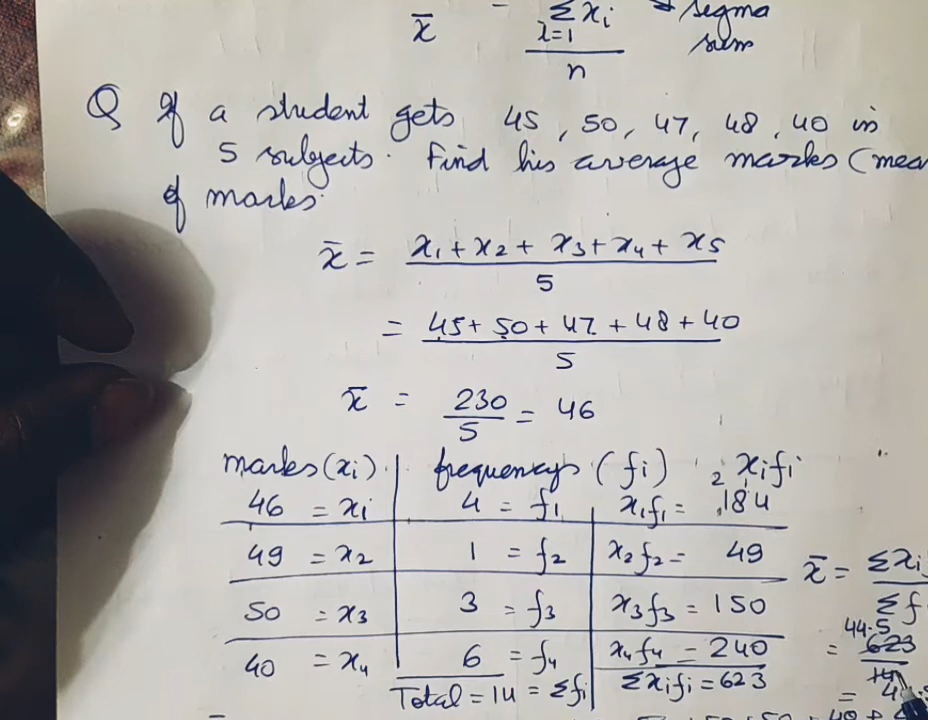 x̄ = Σxi → segma
i=1 sum
n
Q If a student gets 45, 50, 47, 48, 40 in
5 subjects. Find his average marks (mean
of marks.
x̄ = x1 + x2 + x3 + x4 + x5
5
= 45 + 50 + 47 + 48 + 40
5
x̄ = 230 = 46
5
marks (xi) frequency (fi) xifi
46 = xi 4 = f1 x1f1 = 184
49 = x2 1 = f2 x2f2 = 49
50 = x3 3 = f3 x3f3 = 150
40 = x4 6 = f4 x4f4 = 240
Total = 14 = Σfi Σxifi = 623
x̄ = Σxi
Σf
44.5
= 623
14